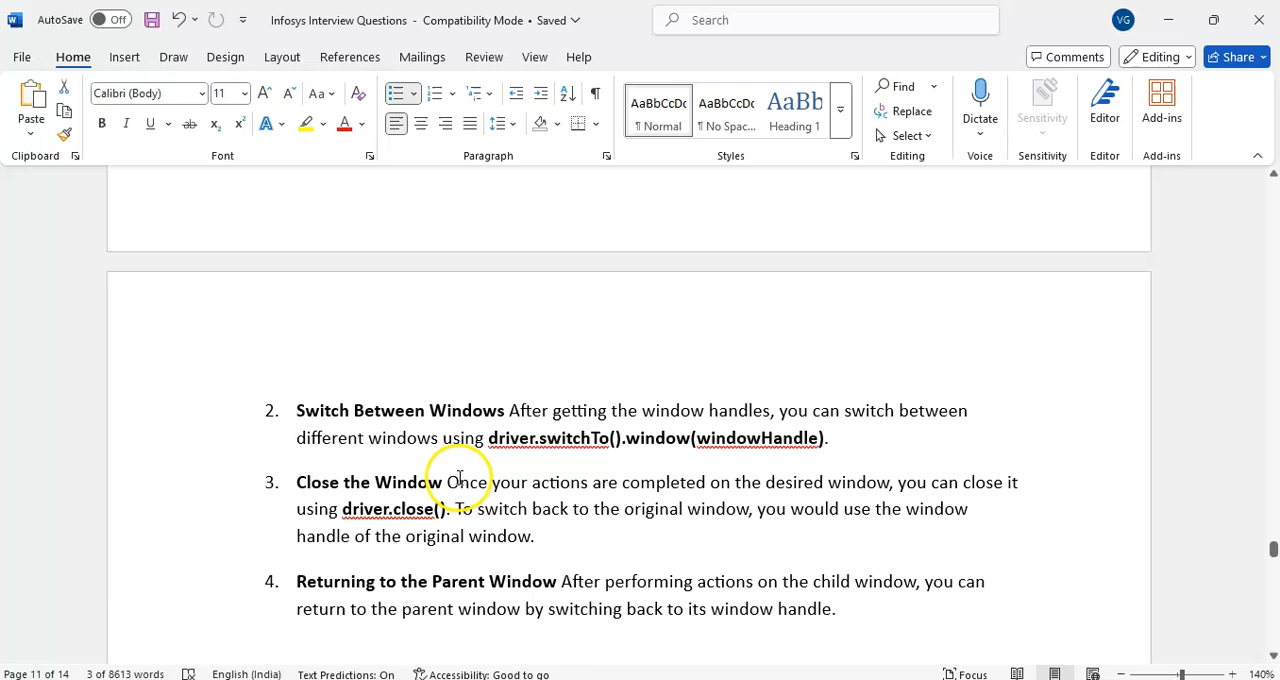 AutoSave Off Infosys Interview Questions - Compatibility Mode • Saved Search VG
File Home Insert Draw Design Layout References Mailings Review View Help Comments Editing Share
Calibri (Body) 11 Aa AaBbCcDc AaBbCcDc AaBb Find
Paste B I U ab x₂ x² A A Normal No Spac... Heading 1 Replace Dictate Sensitivity Editor Add-ins
Select
Clipboard Font Paragraph Styles Editing Voice Sensitivity Editor Add-ins
2. Switch Between Windows After getting the window handles, you can switch between
different windows using driver.switchTo().window(windowHandle).
3. Close the Window Once your actions are completed on the desired window, you can close it
using driver.close(). To switch back to the original window, you would use the window
handle of the original window.
4. Returning to the Parent Window After performing actions on the child window, you can
return to the parent window by switching back to its window handle.
Page 11 of 14 3 of 8613 words English (India) Text Predictions: On Accessibility: Good to go Focus 140%